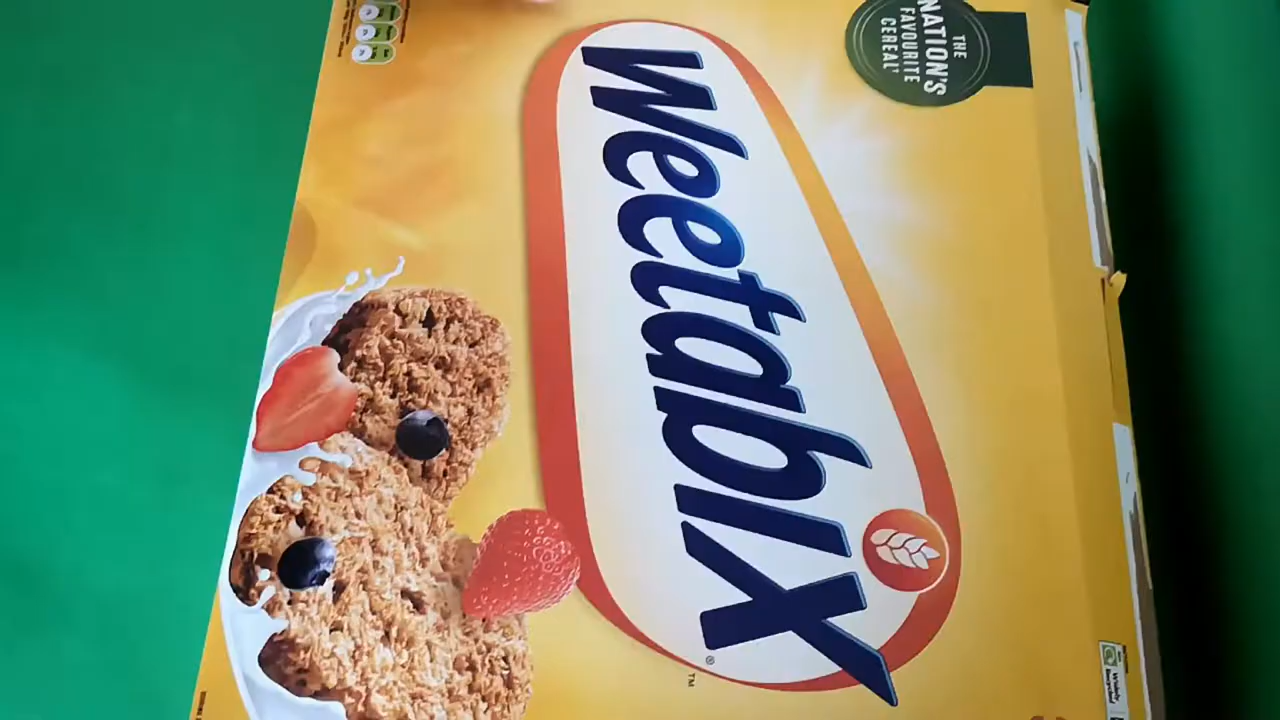 THE
NATION'S
FAVOURITE
CEREAL†
Weetabix®
TM